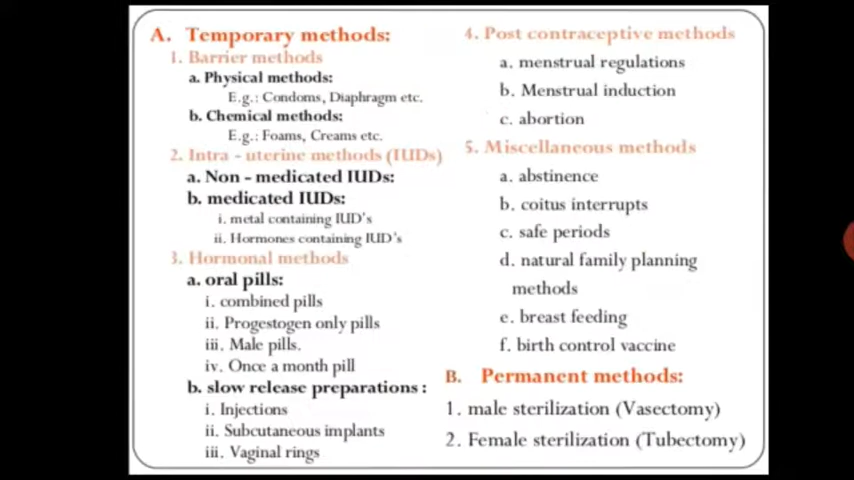 A. Temporary methods:
1. Barrier methods
a. Physical methods:
E.g.: Condoms, Diaphragm etc.
b. Chemical methods:
E.g.: Foams, Creams etc.
2. Intra - uterine methods (IUDs)
a. Non - medicated IUDs:
b. medicated IUDs:
i. metal containing IUD's
ii. Hormones containing IUD's
3. Hormonal methods
a. oral pills:
i. combined pills
ii. Progestogen only pills
iii. Male pills.
iv. Once a month pill
b. slow release preparations :
i. Injections
ii. Subcutaneous implants
iii. Vaginal rings
4. Post contraceptive methods
a. menstrual regulations
b. Menstrual induction
c. abortion
5. Miscellaneous methods
a. abstinence
b. coitus interrupts
c. safe periods
d. natural family planning
methods
e. breast feeding
f. birth control vaccine
B. Permanent methods:
1. male sterilization (Vasectomy)
2. Female sterilization (Tubectomy)